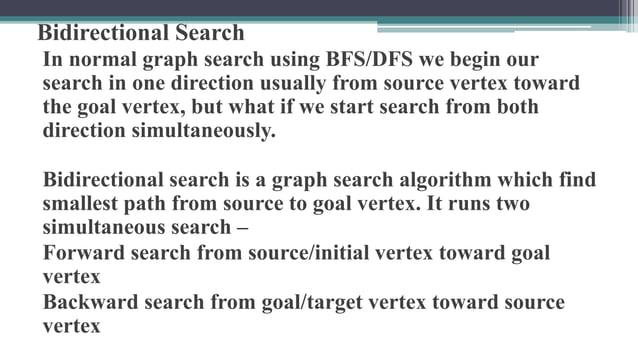 Bidirectional Search
In normal graph search using BFS/DFS we begin our
search in one direction usually from source vertex toward
the goal vertex, but what if we start search from both
direction simultaneously.
Bidirectional search is a graph search algorithm which find
smallest path from source to goal vertex. It runs two
simultaneous search –
Forward search from source/initial vertex toward goal
vertex
Backward search from goal/target vertex toward source
vertex